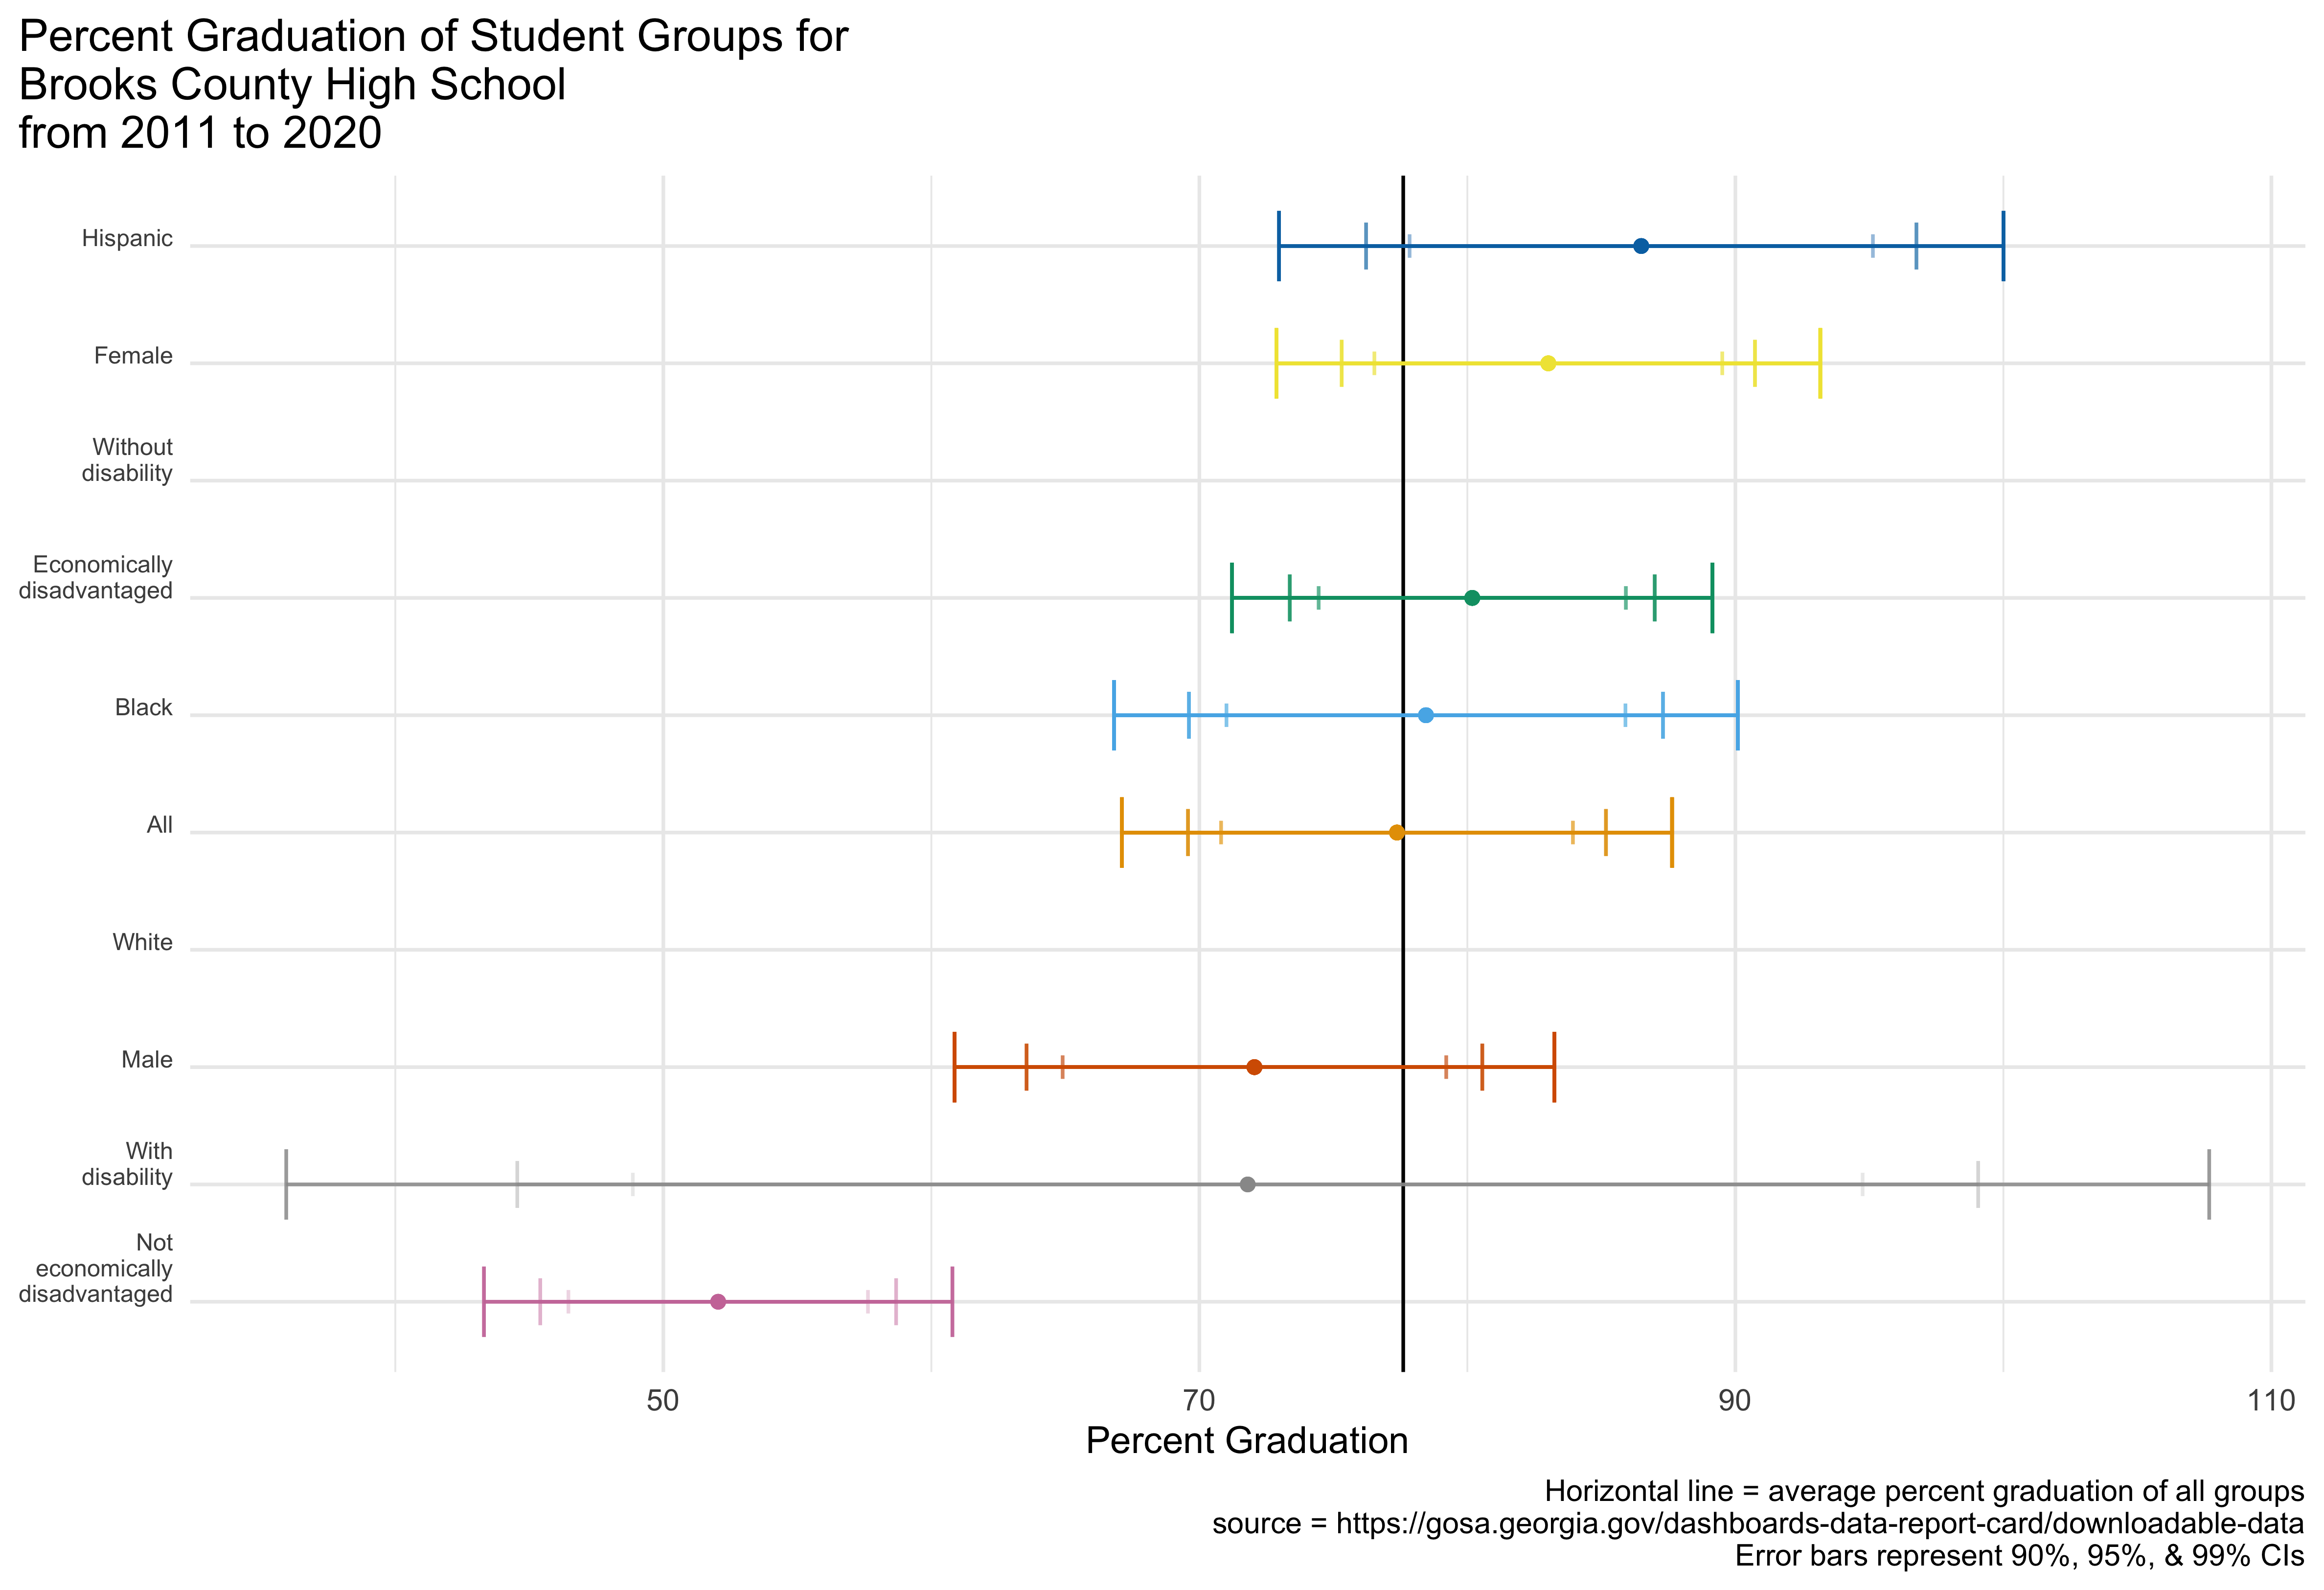 Percent Graduation of Student Groups for
Brooks County High School
from 2011 to 2020
Hispanic
Female
Without
disability
Economically
disadvantaged
Black
All
White
Male
With
disability
Not
economically
disadvantaged
50
70
90
110
Percent Graduation
Horizontal line = average percent graduation of all groups
source = https://gosa.georgia.gov/dashboards-data-report-card/downloadable-data
Error bars represent 90%, 95%, & 99% CIs